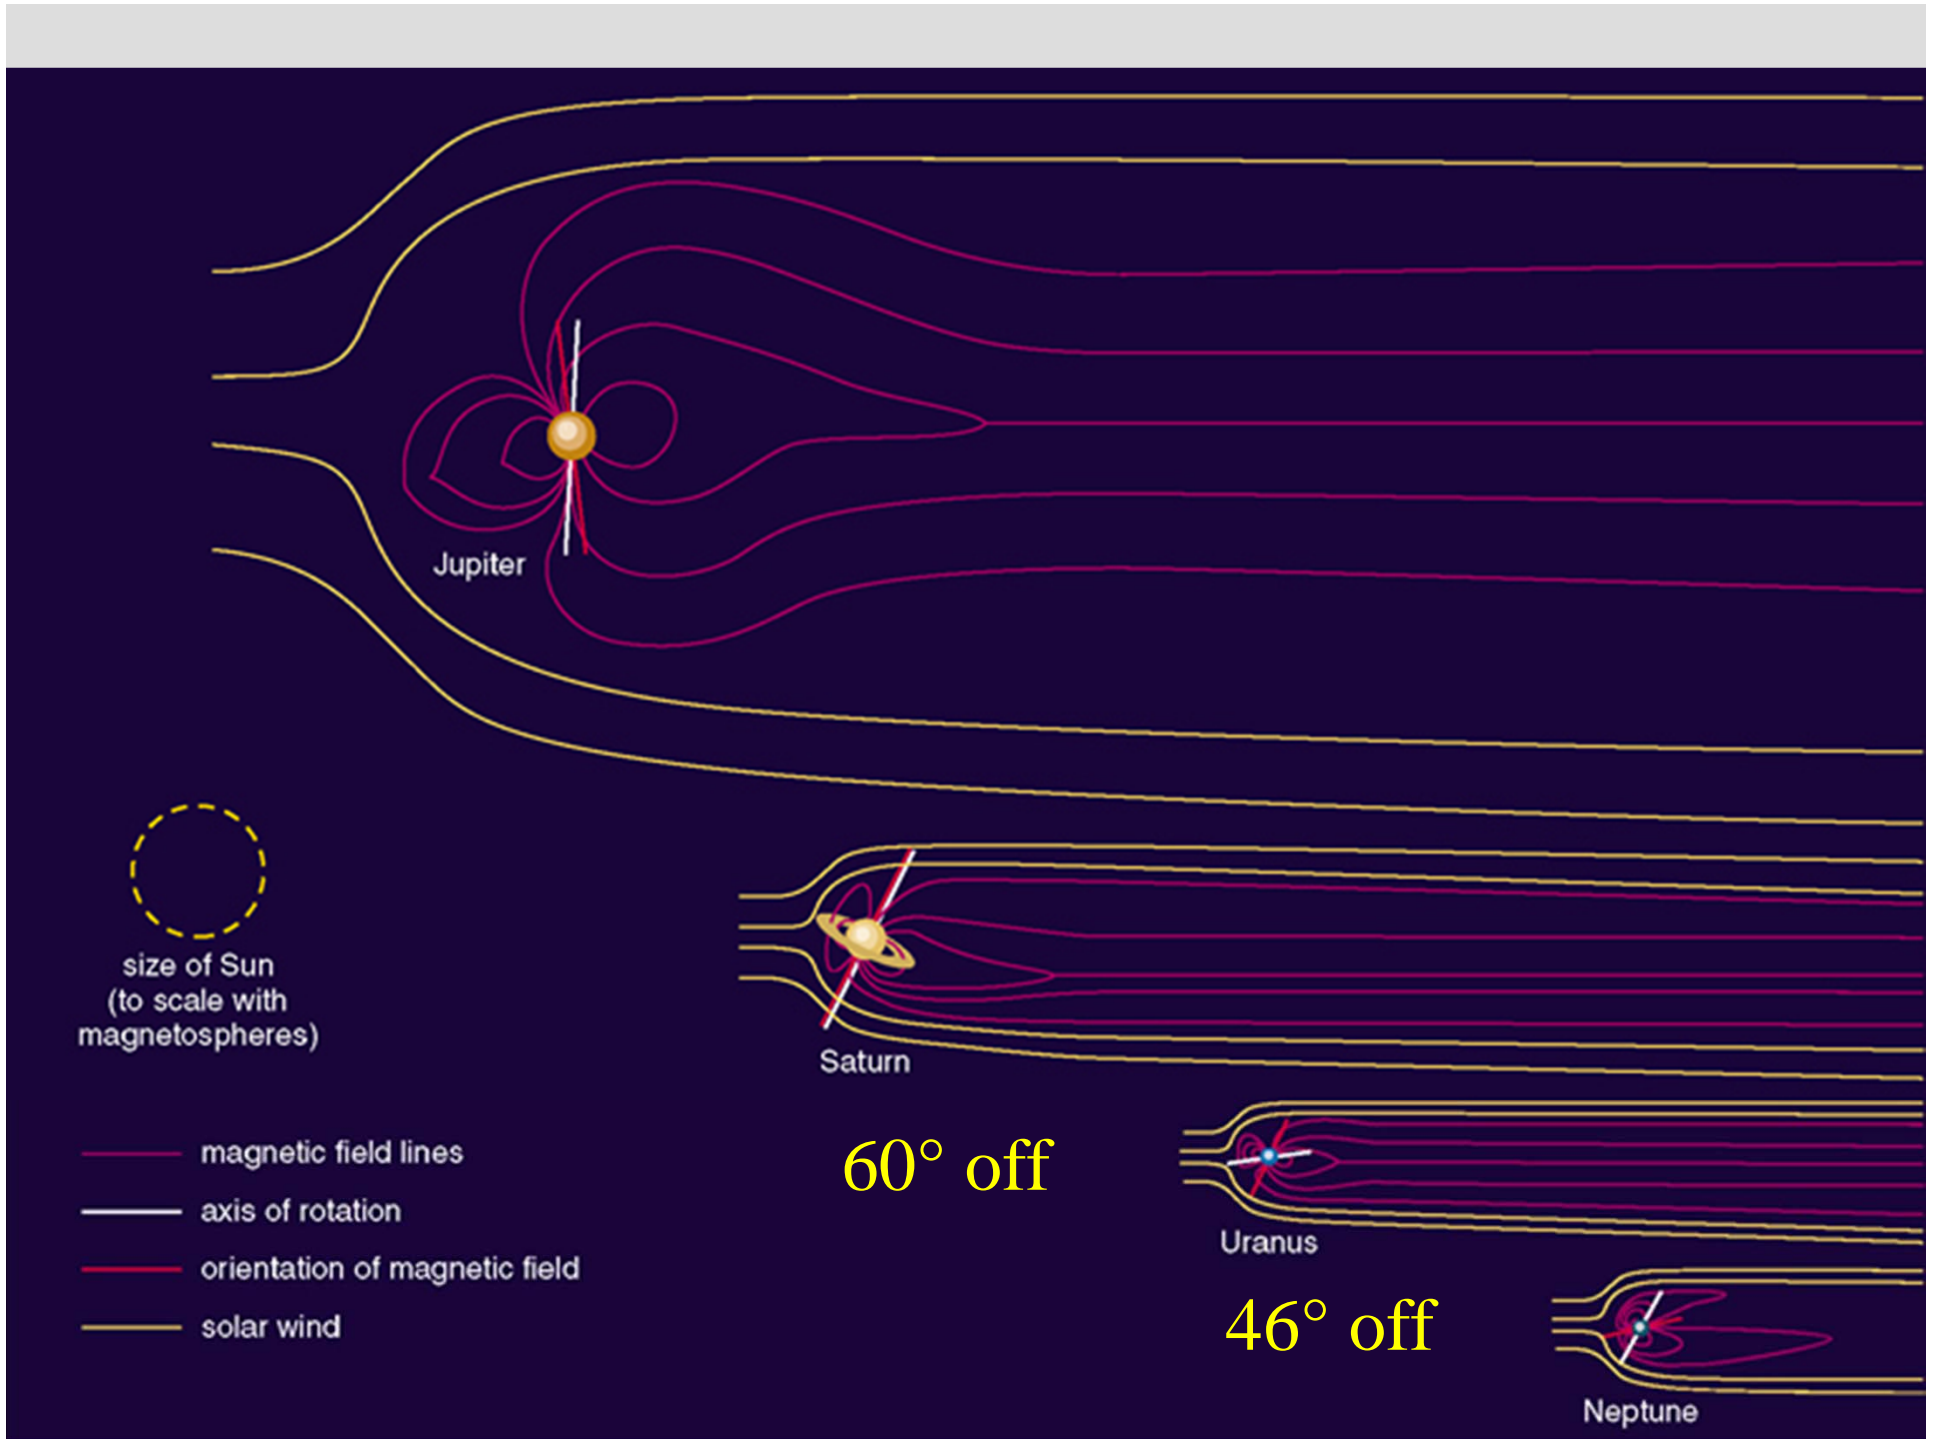 Jupiter
size of Sun
(to scale with
magnetospheres)
Saturn
60° off
magnetic field lines
axis of rotation
Uranus
orientation of magnetic field
46° off
solar wind
Neptune